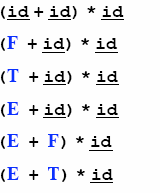 (id + id) * id
(F + id) * id
(T + id) * id
(E + id) * id
(E + F) * id
(E + T) * id